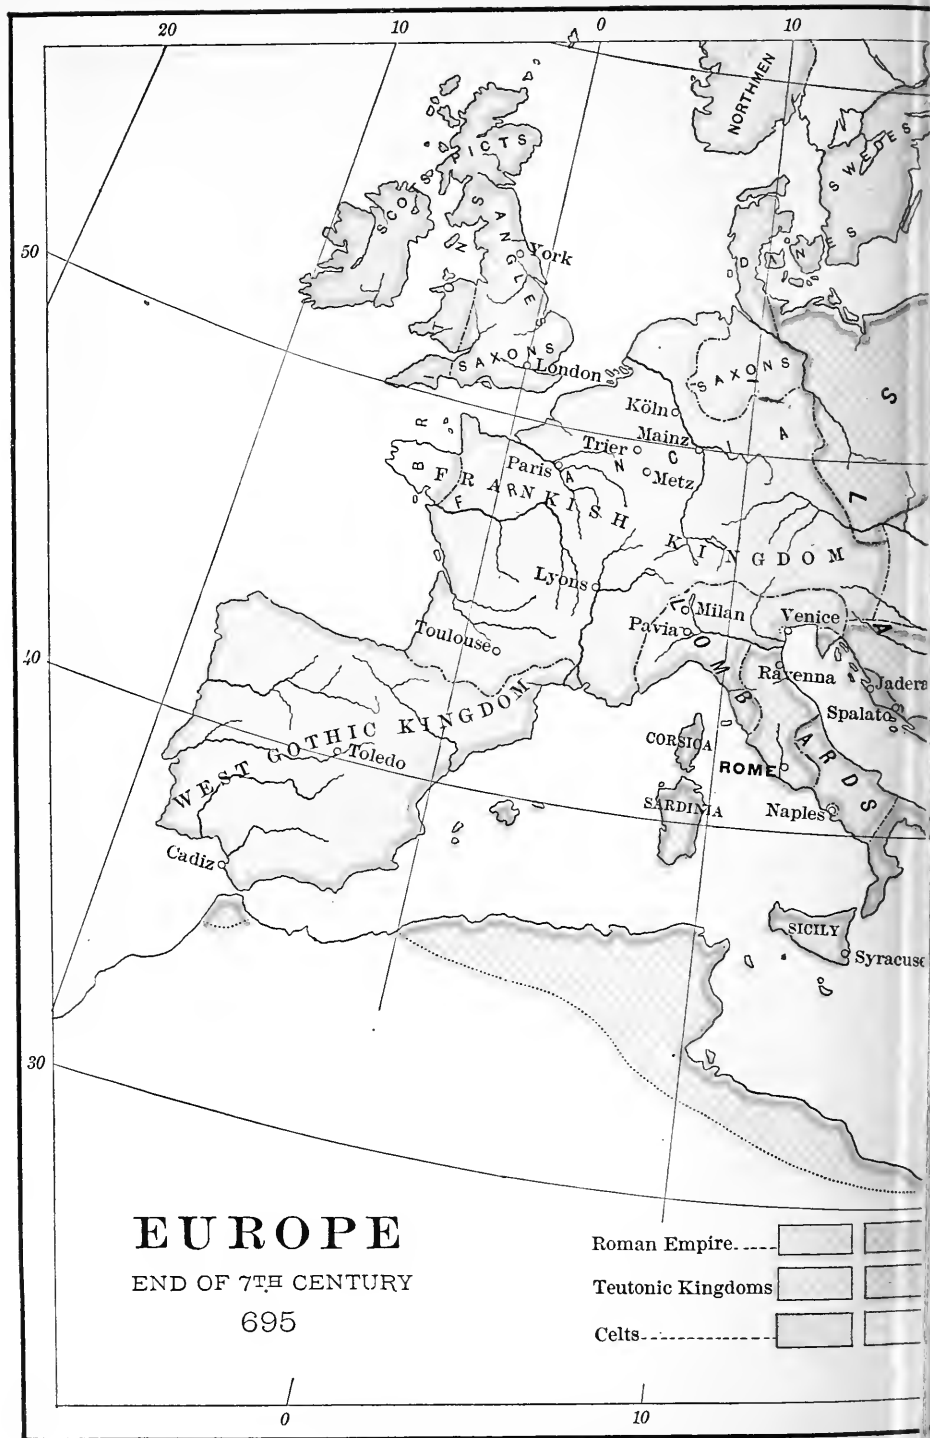 20 10 0 10
NORTHMEN
SWEDES
PICTS
SCOTS
50
ANGLES
York
DANES
SAXONS
London
SAXONS
Köln
Mainz
Trier
Metz
Paris
FRANKISH KINGDOM
S
L
A
Lyons
Milan
Venice
Pavia
Toulouse
40
Ravenna
Jadera
Spalato
LOMBARDS
WEST GOTHIC KINGDOM
Toledo
CORSICA
ROME
SARDINIA
Naples
Cadiz
SICILY
Syracuse
30
EUROPE
END OF 7TH CENTURY
695
Roman Empire
Teutonic Kingdoms
Celts
0 10